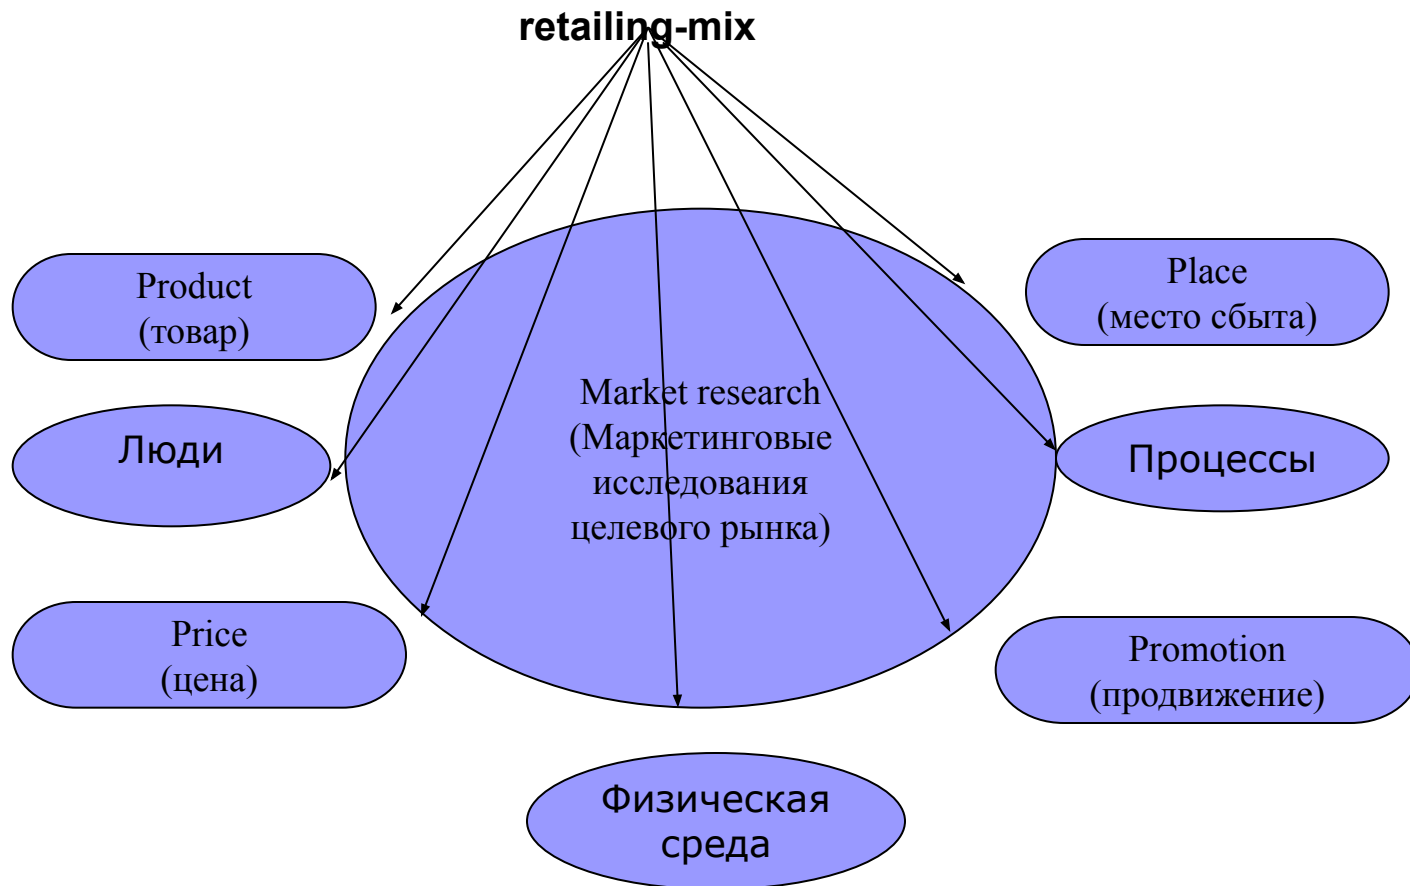 retailing-mix
Product
(товар)
Place
(место сбыта)
Market research
(Маркетинговые
исследования
целевого рынка)
Люди
Процессы
Price
(цена)
Promotion
(продвижение)
Физическая
среда